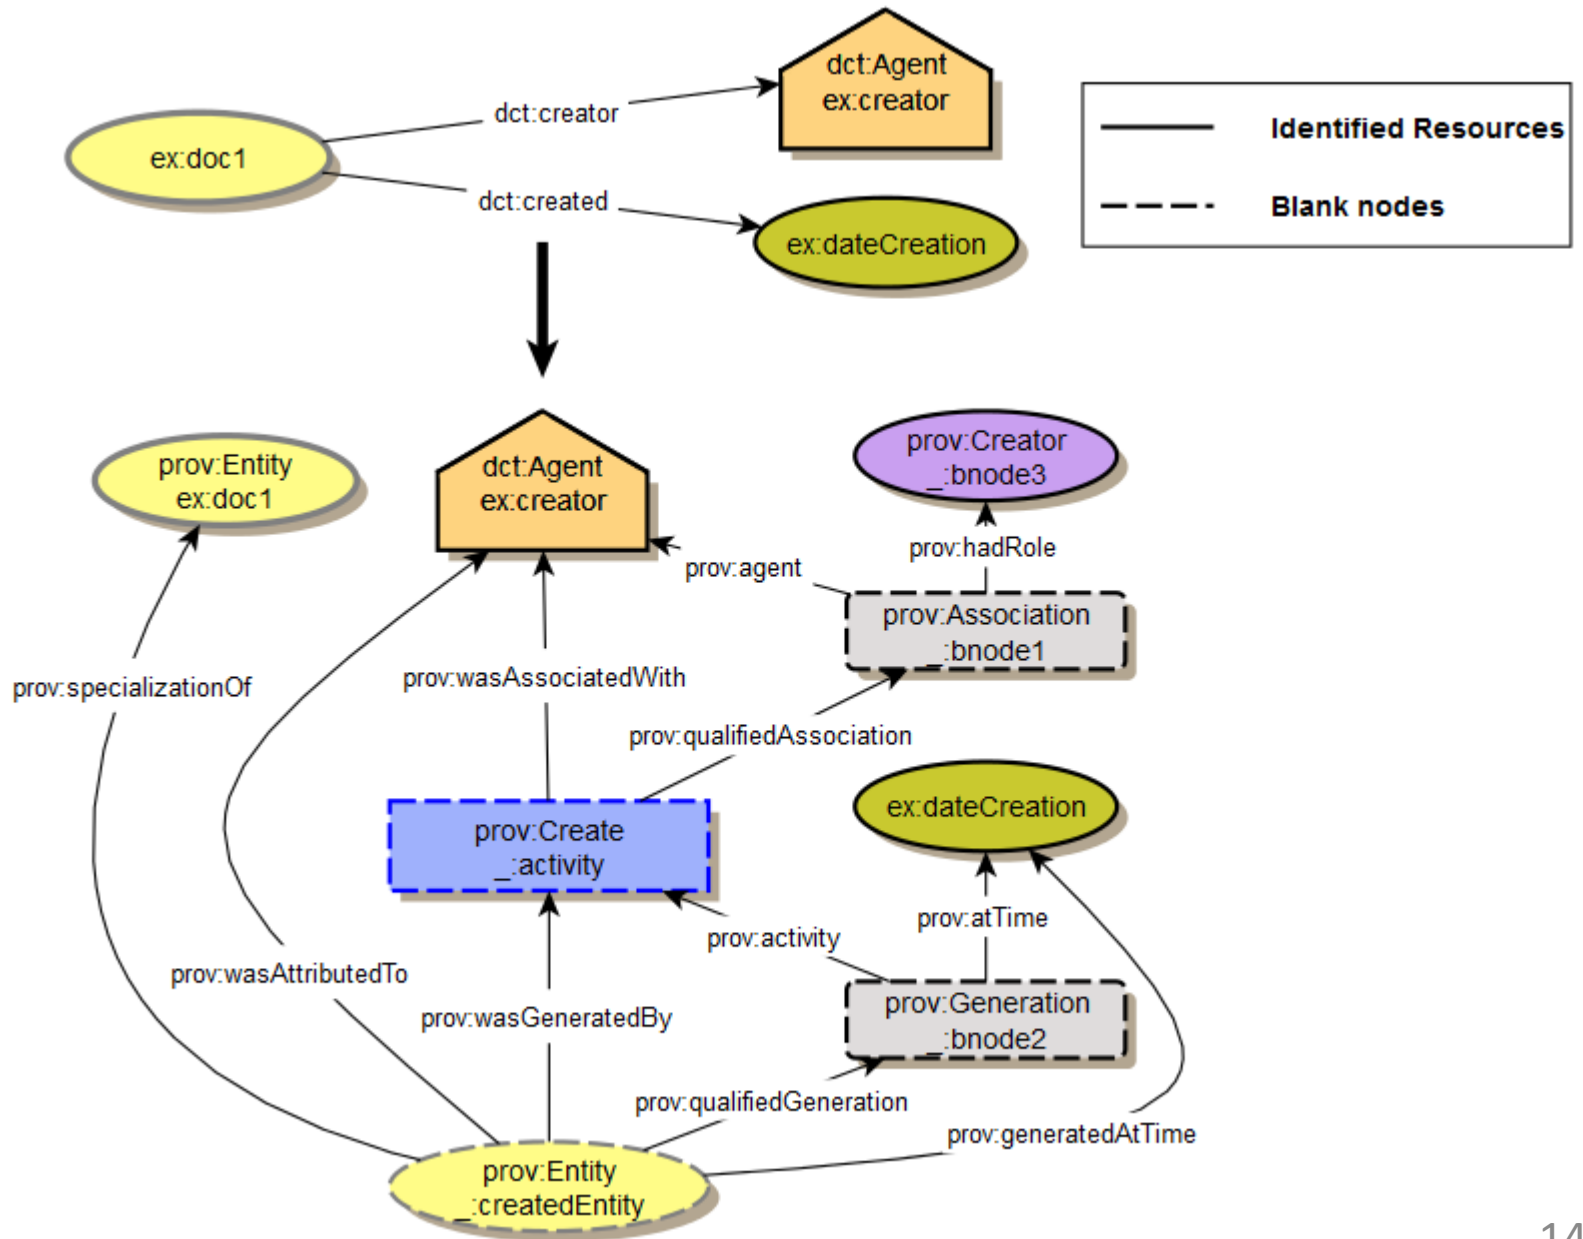 dct:Agent
ex:creator
dct:creator
ex:doc1
dct:created
ex:dateCreation
Identified Resources
Blank nodes
prov:Entity
ex:doc1
dct:Agent
ex:creator
prov:Creator
_:bnode3
prov:hadRole
prov:agent
prov:Association
_:bnode1
prov:specializationOf
prov:wasAssociatedWith
prov:qualifiedAssociation
prov:Create
_:activity
ex:dateCreation
prov:atTime
prov:activity
prov:wasAttributedTo
prov:wasGeneratedBy
prov:Generation
_:bnode2
prov:qualifiedGeneration
prov:generatedAtTime
prov:Entity
_:createdEntity
14